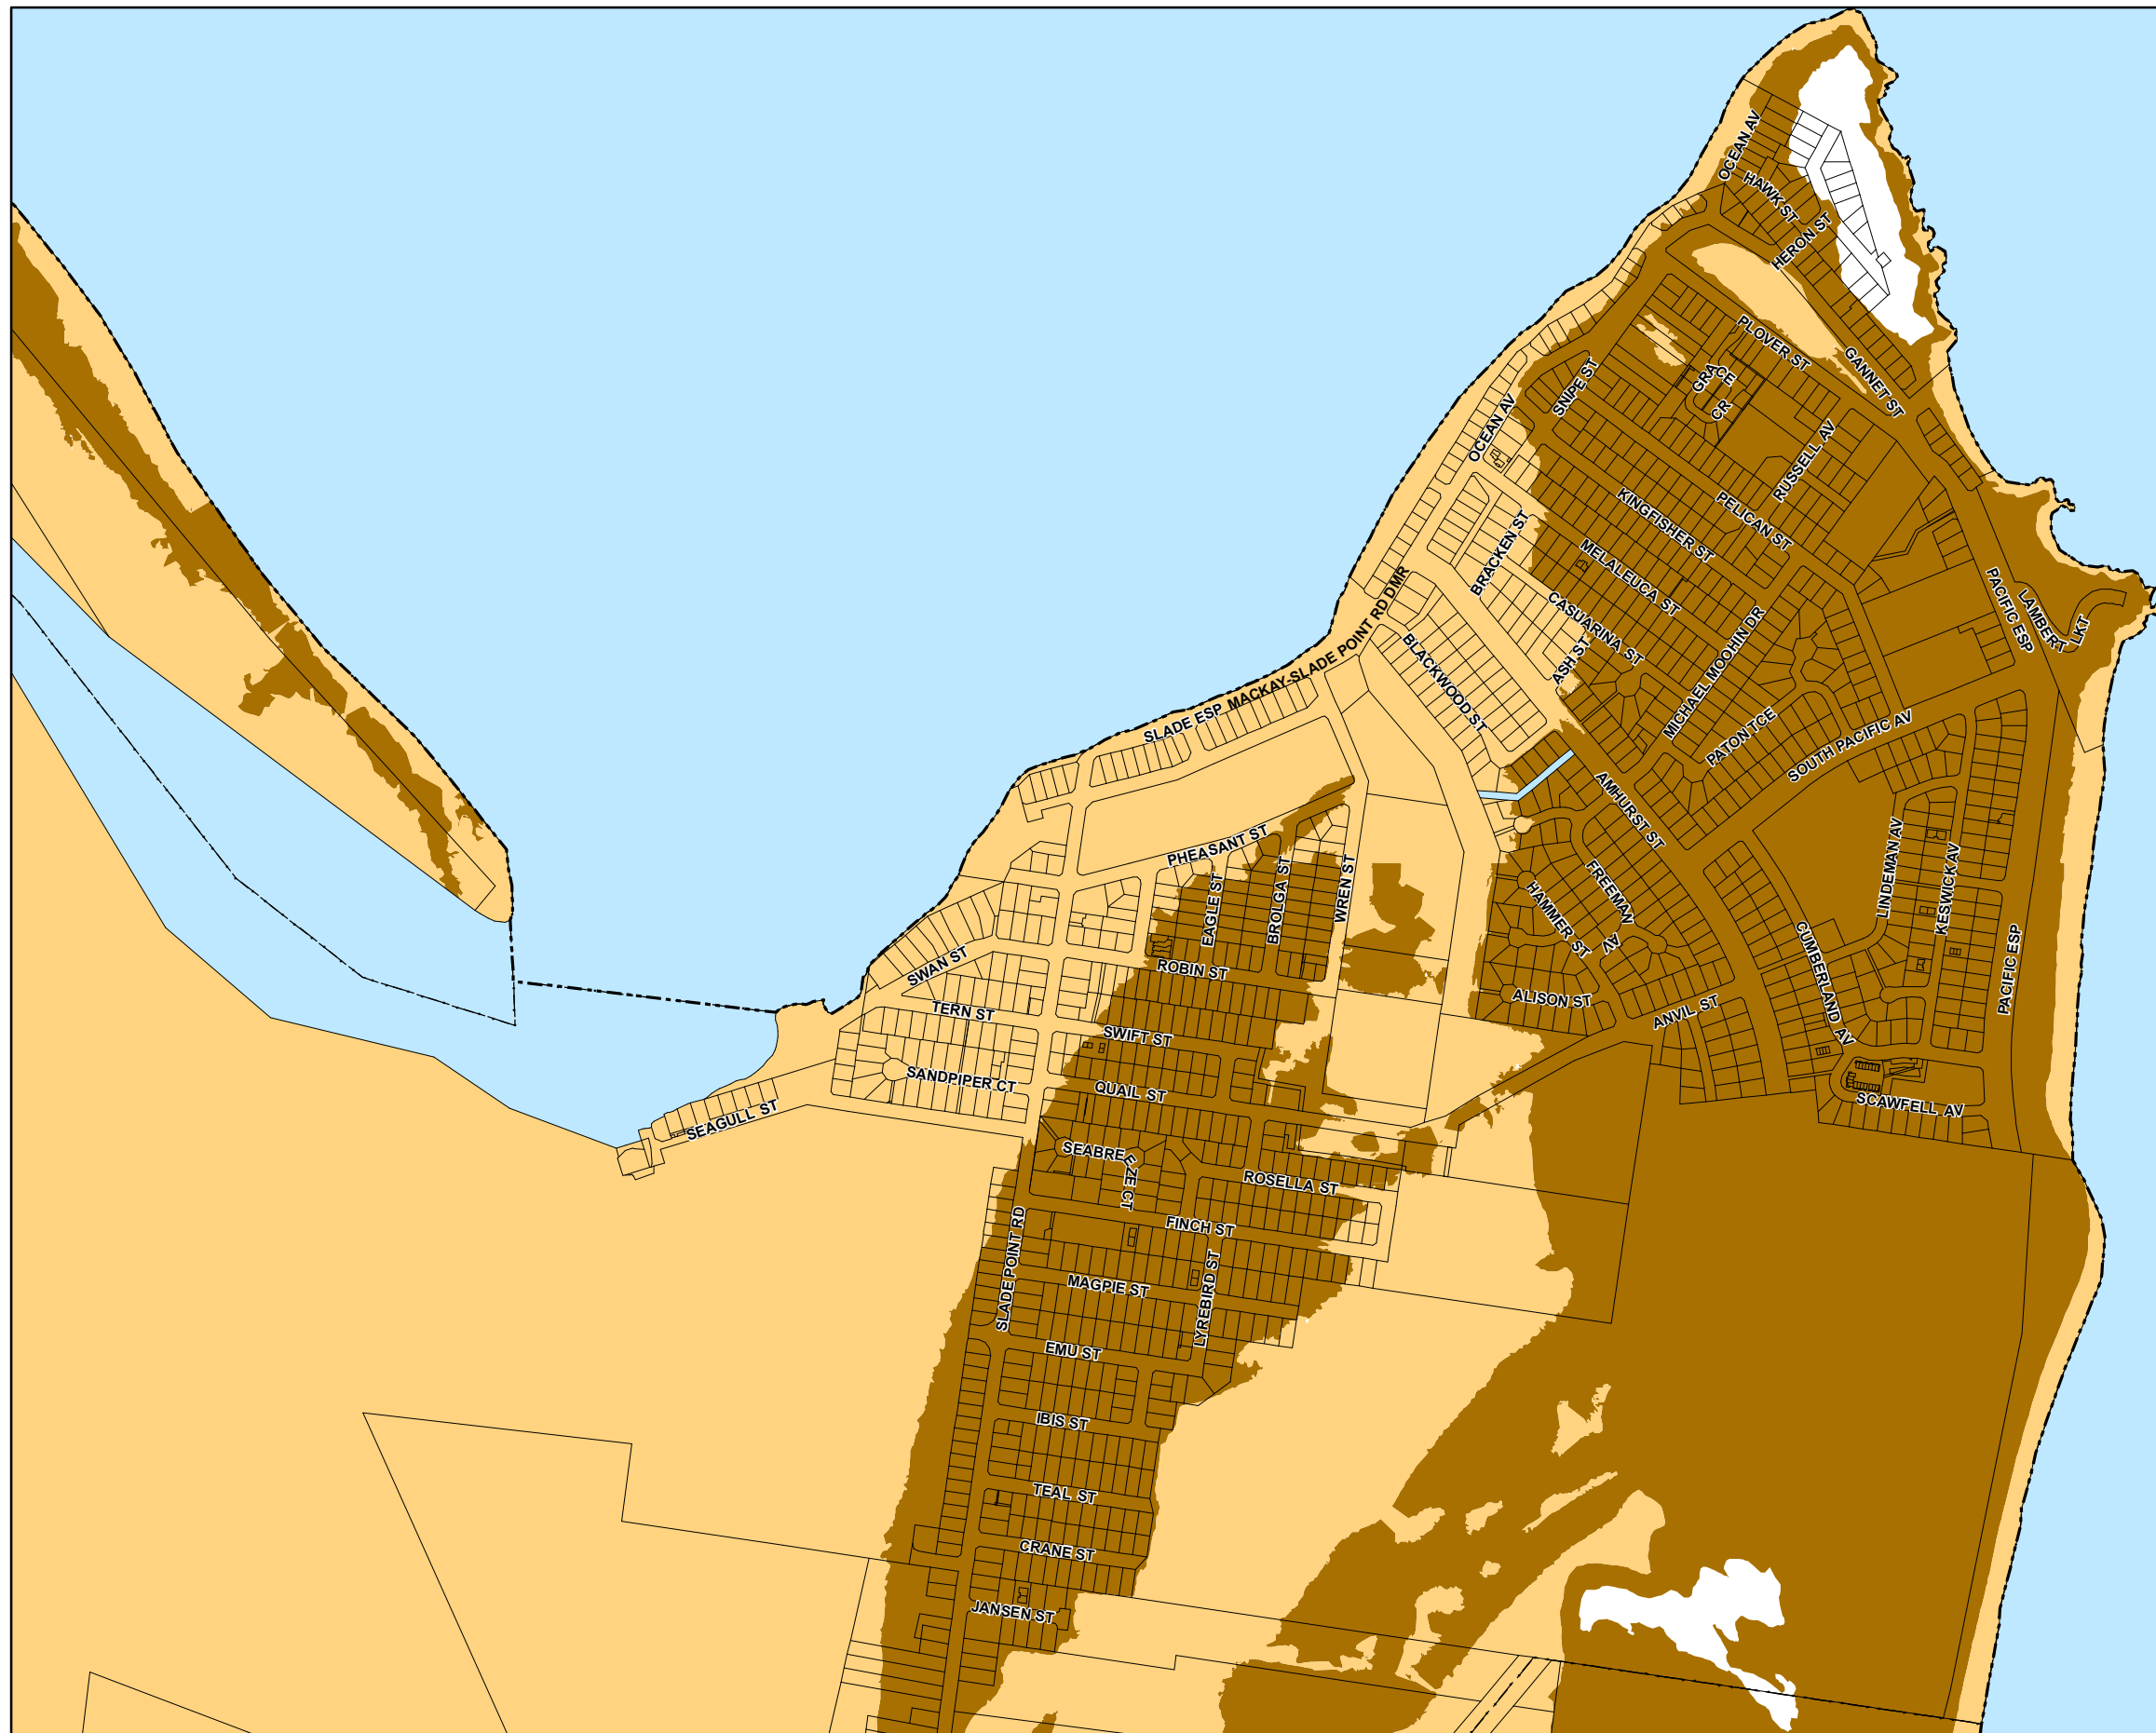 OCEAN AV
HAWK ST
HERON ST
PLOVER ST
GANNET ST
GRACE CR
SNIPE ST
OCEAN AV
RUSSELL AV
PELICAN ST
KINGFISHER ST
BRACKEN ST
MELALEUCA ST
CASUARINA ST
MICHAEL MOOHIN DR
PACIFIC ESP
LAMBERT LKT
MACKAY-SLADE POINT RD DMR
SLADE ESP
BLACKWOOD ST
ASH ST
PATON TCE
SOUTH PACIFIC AV
AMHURST ST
PHEASANT ST
EAGLE ST
BROLGA ST
WREN ST
FREEMAN AV
HAMMER ST
LINDEMAN AV
KESWICK AV
CUMBERLAND AV
PACIFIC ESP
SWAN ST
ROBIN ST
ALISON ST
ANVIL ST
TERN ST
SWIFT ST
SANDPIPER CT
QUAIL ST
SCAWFELL AV
SEAGULL ST
SEABREEZE CT
ROSELLA ST
FINCH ST
SLADE POINT RD
MAGPIE ST
LYREBIRD ST
EMU ST
IBIS ST
TEAL ST
CRANE ST
JANSEN ST